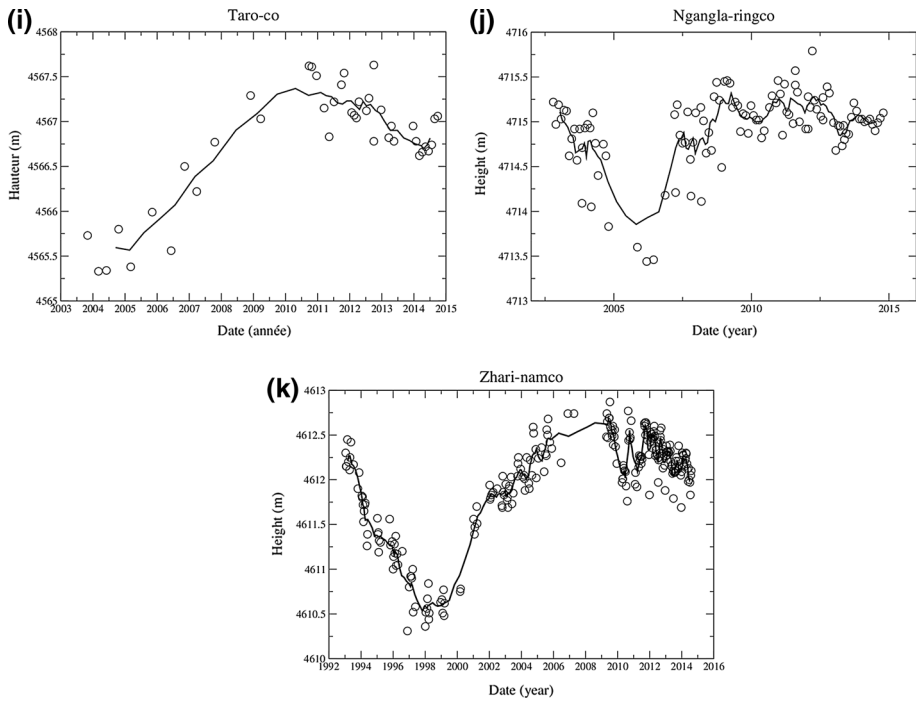 (i) Taro-co
4568
4567.5
4567
4566.5
4566
4565.5
4565
Hauteur (m)
2003 2004 2005 2006 2007 2008 2009 2010 2011 2012 2013 2014 2015
Date (année)
(j) Ngangla-ringco
4716
4715.5
4715
4714.5
4714
4713.5
4713
Height (m)
2005 2010 2015
Date (year)
(k) Zhari-namco
4613
4612.5
4612
4611.5
4611
4610.5
4610
Height (m)
1992 1994 1996 1998 2000 2002 2004 2006 2008 2010 2012 2014 2016
Date (year)